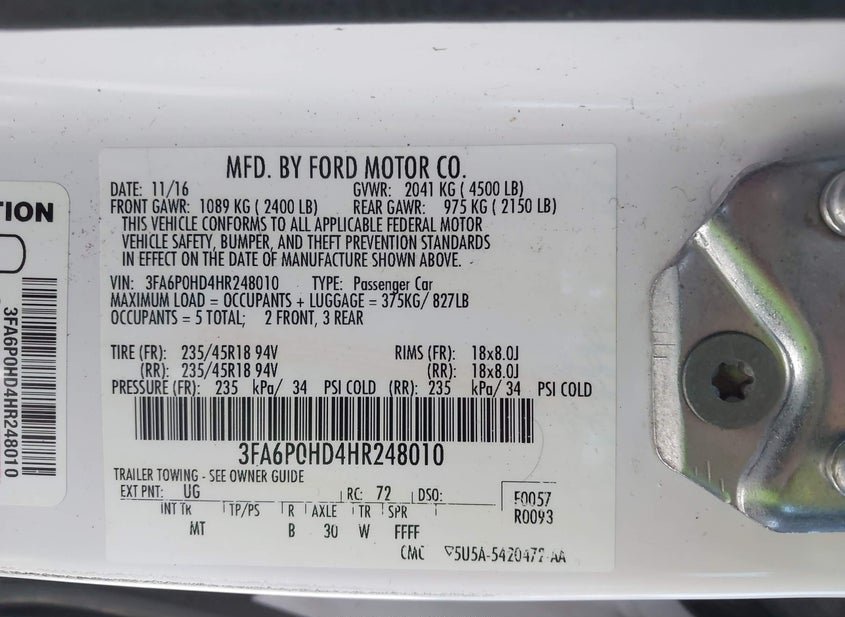 MFD. BY FORD MOTOR CO.
DATE: 11/16 GVWR: 2041 KG ( 4500 LB)
FRONT GAWR: 1089 KG ( 2400 LB) REAR GAWR: 975 KG ( 2150 LB)
THIS VEHICLE CONFORMS TO ALL APPLICABLE FEDERAL MOTOR
VEHICLE SAFETY, BUMPER, AND THEFT PREVENTION STANDARDS
IN EFFECT ON THE DATE OF MANUFACTURE SHOWN ABOVE.
VIN: 3FA6P0HD4HR248010 TYPE: Passenger Car
MAXIMUM LOAD = OCCUPANTS + LUGGAGE = 375KG/ 827LB
OCCUPANTS = 5 TOTAL; 2 FRONT, 3 REAR
TIRE (FR): 235/45R18 94V RIMS (FR): 18x8.0J
(RR): 235/45R18 94V (RR): 18x8.0J
PRESSURE (FR): 235 kPa/ 34 PSI COLD (RR): 235 kPa/ 34 PSI COLD
3FA6P0HD4HR248010
TRAILER TOWING - SEE OWNER GUIDE
EXT PNT: UG RC: 72 DSO: F0057
R0093
INT TR TP/PS R AXLE TR SPR
MT B 30 W FFFF
CMC 5U5A-5420472-AA
TION
3FA6P0HD4HR248010